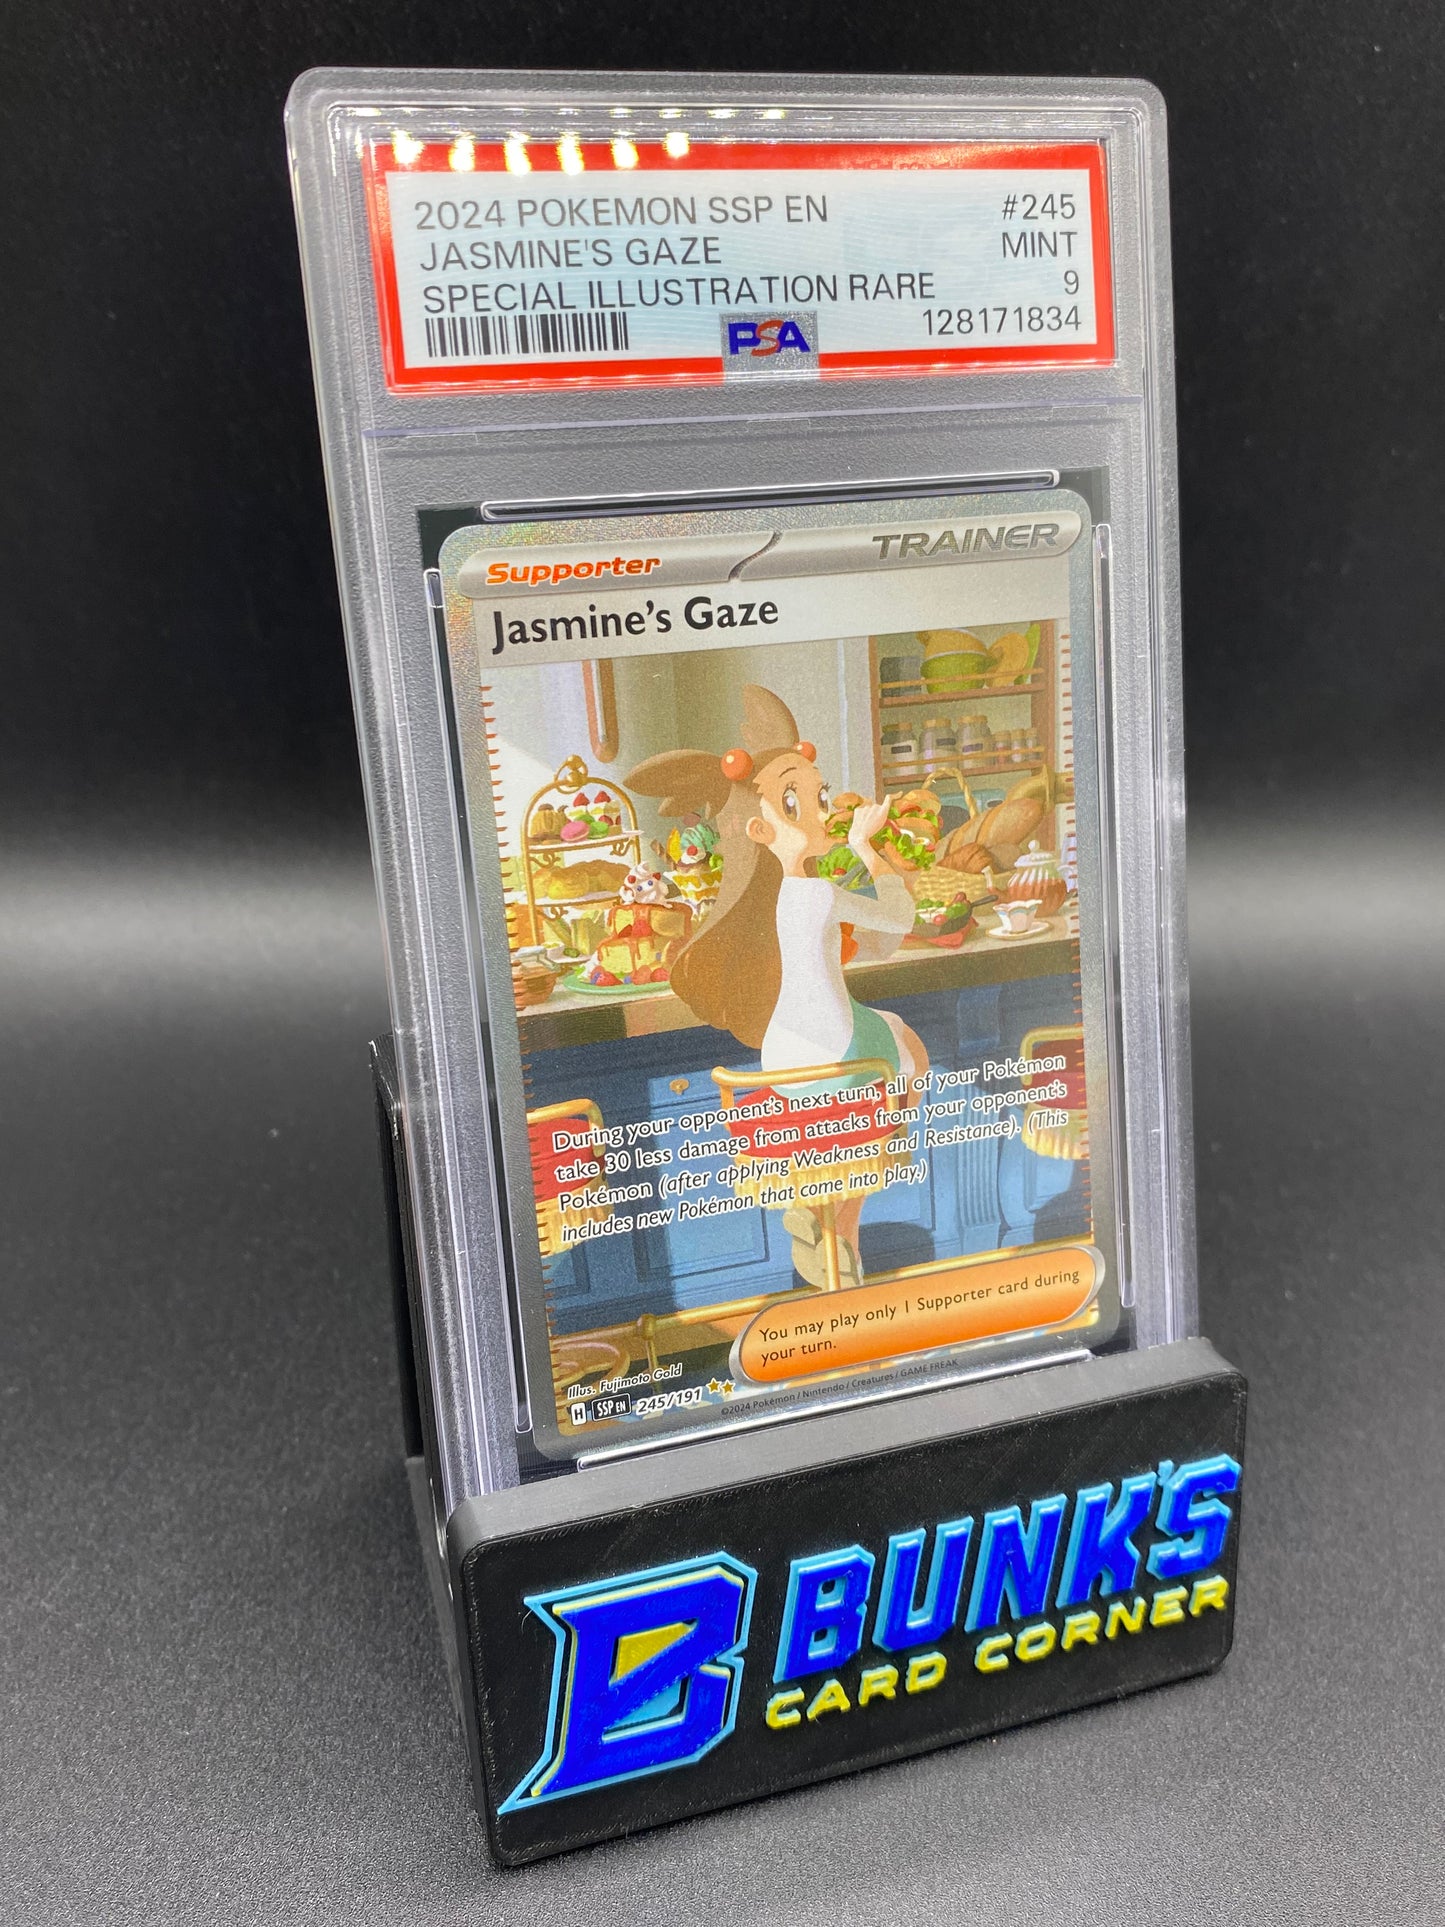 2024 POKEMON SSP EN #245
JASMINE'S GAZE MINT
SPECIAL ILLUSTRATION RARE 9
PSA 128171834
Supporter TRAINER
Jasmine's Gaze
During your opponent's next turn, all of your Pokémon
take 30 less damage from attacks from your opponent's
Pokémon (after applying Weakness and Resistance). (This
includes new Pokémon that come into play.)
You may play only 1 Supporter card during
your turn.
Illus. Fujimoto Gold
H SSP EN 245/191 ©2024 Pokémon / Nintendo / Creatures / GAME FREAK
B BUNK'S
CARD CORNER